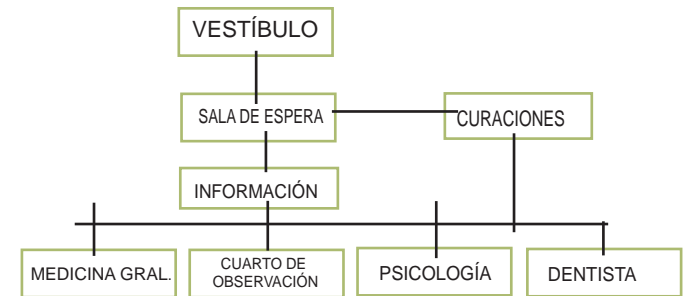 VESTÍBULO
SALA DE ESPERA
CURACIONES
INFORMACIÓN
MEDICINA GRAL.
CUARTO DE
OBSERVACIÓN
PSICOLOGÍA
DENTISTA